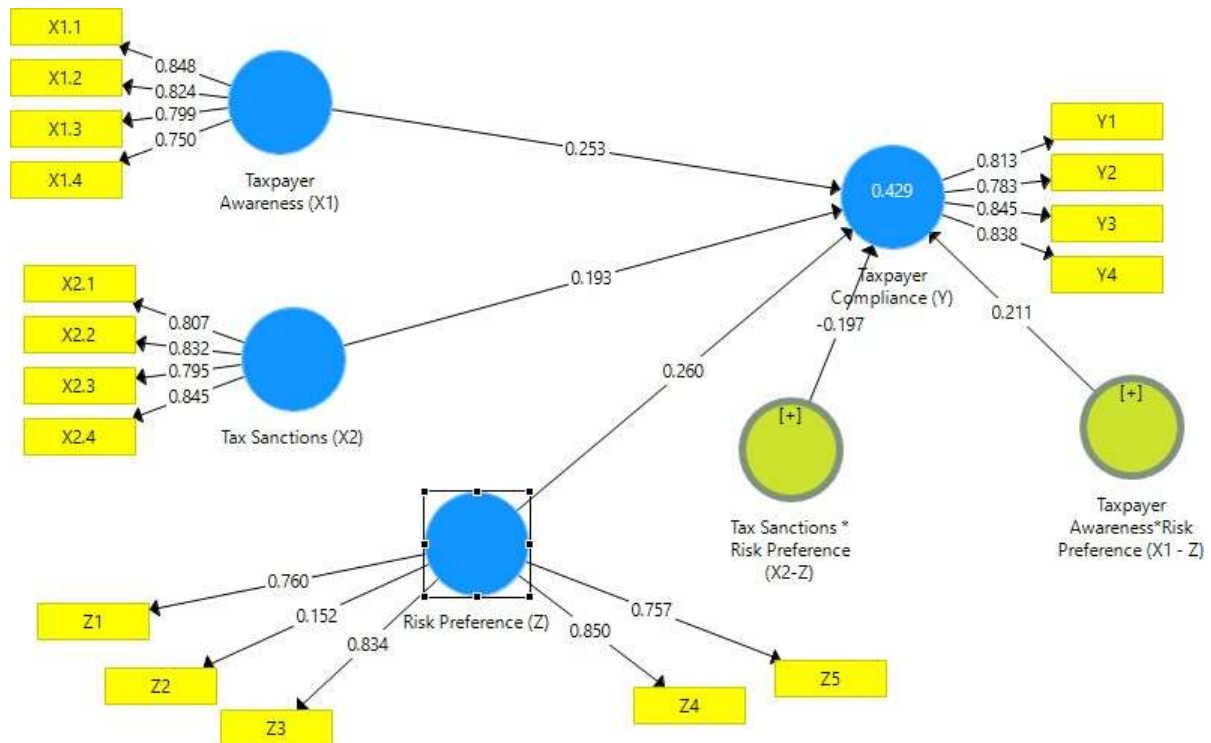 X1.1
X1.2
X1.3
X1.4
0.848
0.824
0.799
0.750
Taxpayer
Awareness (X1)
0.253
Y1
Y2
Y3
Y4
0.813
0.783
0.845
0.838
0.429
Taxpayer
Compliance (Y)
X2.1
X2.2
X2.3
X2.4
0.807
0.832
0.795
0.845
Tax Sanctions (X2)
0.193
0.260
-0.197
0.211
[+]
Tax Sanctions *
Risk Preference
(X2-Z)
[+]
Taxpayer
Awareness*Risk
Preference (X1 - Z)
Risk Preference (Z)
0.760
0.152
0.834
0.850
0.757
Z1
Z2
Z3
Z4
Z5